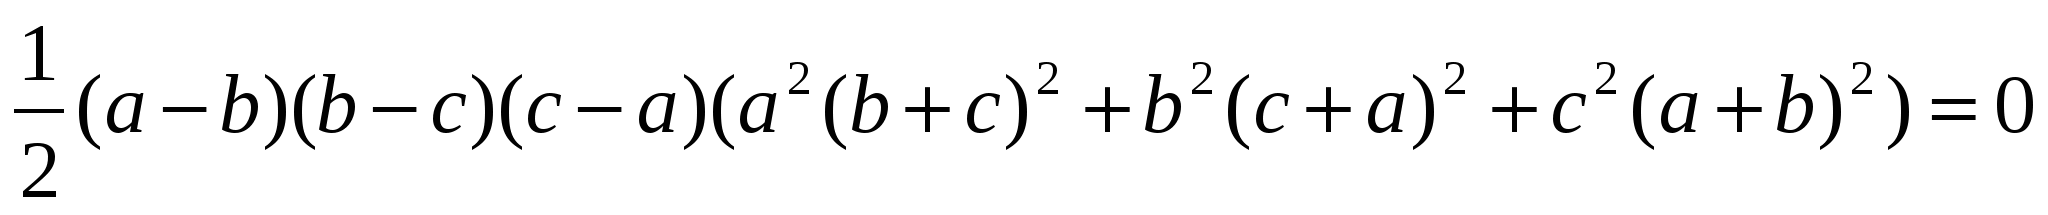 ½(a−b)(b−c)(c−a)(a²(b+c)²+b²(c+a)²+c²(a+b)²)=0